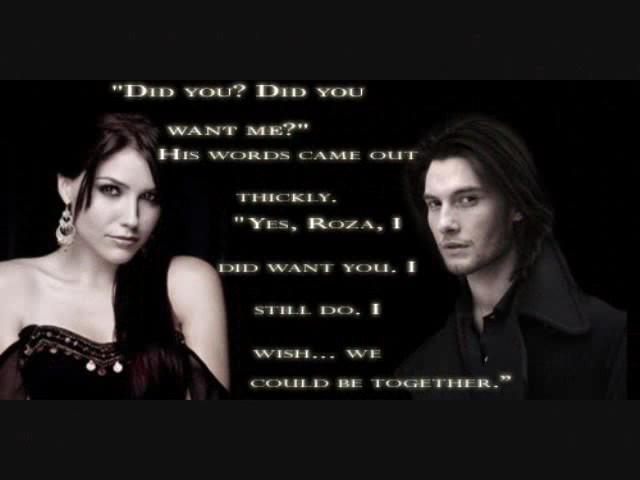 "Did you? Did you
want me?"
His words came out
thickly.
"Yes, Roza, I
did want you. I
still do. I
wish... we
could be together.”